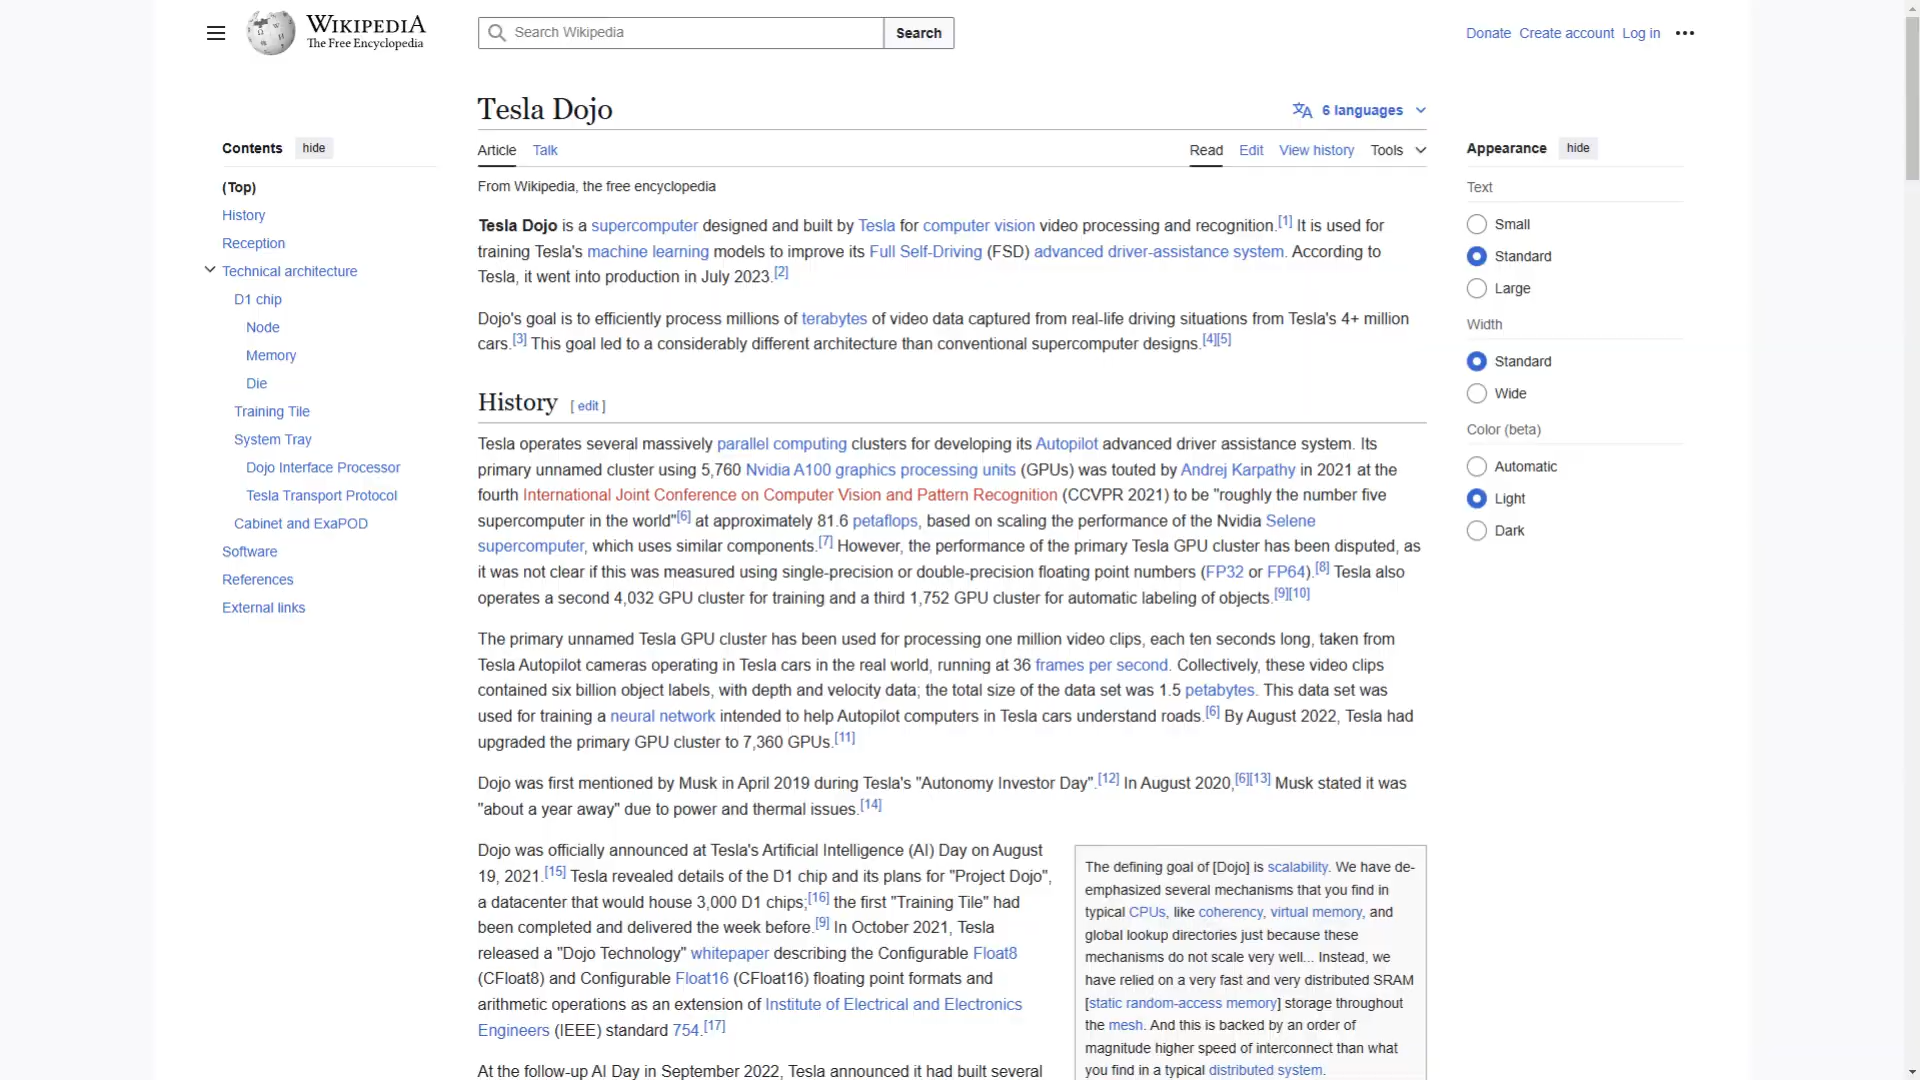 WIKIPEDIA
The Free Encyclopedia
Search Wikipedia
Search
Donate Create account Log in
Tesla Dojo
6 languages
Contents hide
(Top)
History
Reception
Technical architecture
D1 chip
Node
Memory
Die
Training Tile
System Tray
Dojo Interface Processor
Tesla Transport Protocol
Cabinet and ExaPOD
Software
References
External links
Article Talk
Read Edit View history Tools
From Wikipedia, the free encyclopedia
Tesla Dojo is a supercomputer designed and built by Tesla for computer vision video processing and recognition.[1] It is used for
training Tesla's machine learning models to improve its Full Self-Driving (FSD) advanced driver-assistance system. According to
Tesla, it went into production in July 2023.[2]
Dojo's goal is to efficiently process millions of terabytes of video data captured from real-life driving situations from Tesla's 4+ million
cars.[3] This goal led to a considerably different architecture than conventional supercomputer designs.[4][5]
History [ edit ]
Tesla operates several massively parallel computing clusters for developing its Autopilot advanced driver assistance system. Its
primary unnamed cluster using 5,760 Nvidia A100 graphics processing units (GPUs) was touted by Andrej Karpathy in 2021 at the
fourth International Joint Conference on Computer Vision and Pattern Recognition (CCVPR 2021) to be "roughly the number five
supercomputer in the world"[6] at approximately 81.6 petaflops, based on scaling the performance of the Nvidia Selene
supercomputer, which uses similar components.[7] However, the performance of the primary Tesla GPU cluster has been disputed, as
it was not clear if this was measured using single-precision or double-precision floating point numbers (FP32 or FP64).[8] Tesla also
operates a second 4,032 GPU cluster for training and a third 1,752 GPU cluster for automatic labeling of objects.[9][10]
The primary unnamed Tesla GPU cluster has been used for processing one million video clips, each ten seconds long, taken from
Tesla Autopilot cameras operating in Tesla cars in the real world, running at 36 frames per second. Collectively, these video clips
contained six billion object labels, with depth and velocity data; the total size of the data set was 1.5 petabytes. This data set was
used for training a neural network intended to help Autopilot computers in Tesla cars understand roads.[6] By August 2022, Tesla had
upgraded the primary GPU cluster to 7,360 GPUs.[11]
Dojo was first mentioned by Musk in April 2019 during Tesla's "Autonomy Investor Day".[12] In August 2020,[6][13] Musk stated it was
"about a year away" due to power and thermal issues.[14]
Dojo was officially announced at Tesla's Artificial Intelligence (AI) Day on August
19, 2021.[15] Tesla revealed details of the D1 chip and its plans for "Project Dojo",
a datacenter that would house 3,000 D1 chips;[16] the first "Training Tile" had
been completed and delivered the week before.[9] In October 2021, Tesla
released a "Dojo Technology" whitepaper describing the Configurable Float8
(CFloat8) and Configurable Float16 (CFloat16) floating point formats and
arithmetic operations as an extension of Institute of Electrical and Electronics
Engineers (IEEE) standard 754.[17]
At the follow-up AI Day in September 2022, Tesla announced it had built several
The defining goal of [Dojo] is scalability. We have de-
emphasized several mechanisms that you find in
typical CPUs, like coherency, virtual memory, and
global lookup directories just because these
mechanisms do not scale very well... Instead, we
have relied on a very fast and very distributed SRAM
[static random-access memory] storage throughout
the mesh. And this is backed by an order of
magnitude higher speed of interconnect than what
you find in a typical distributed system.
Appearance hide
Text
Small
Standard
Large
Width
Standard
Wide
Color (beta)
Automatic
Light
Dark